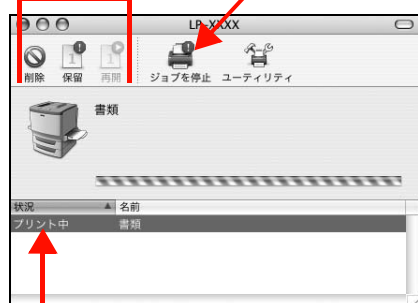 LP-XXXX
削除 保留 再開 ジョブを停止 ユーティリティ
書類
状況 名前
プリント中 書類